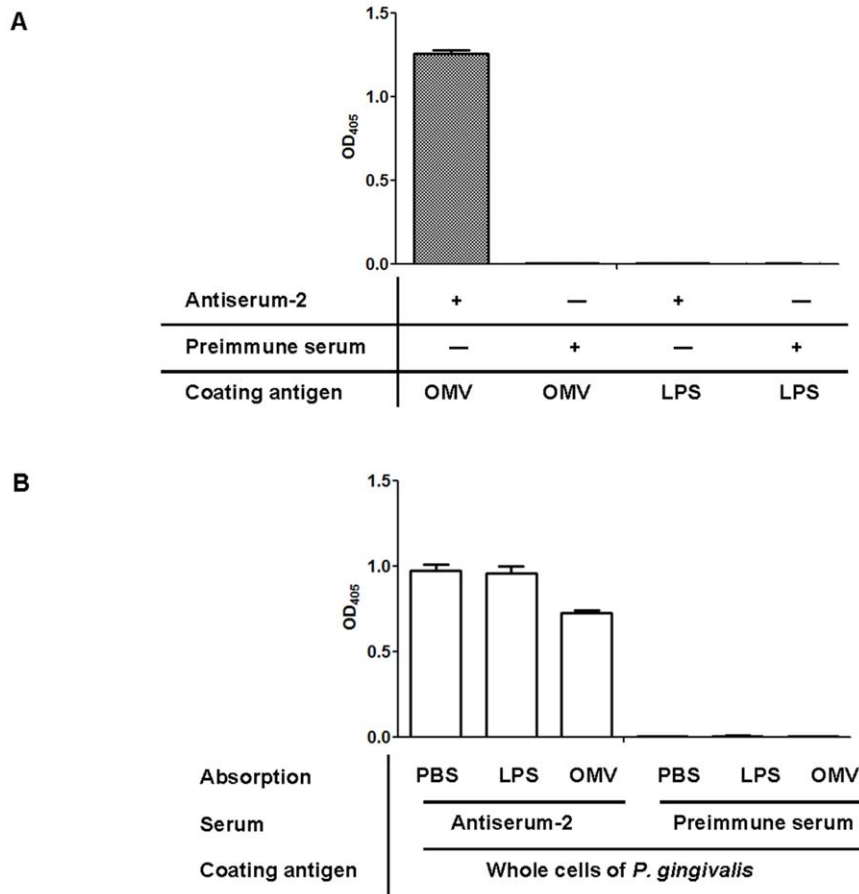 A
1.5
1.0
0.5
0.0
OD405
Antiserum-2 + — + —
Preimmune serum — + — +
Coating antigen OMV OMV LPS LPS
B
1.5
1.0
0.5
0.0
OD405
Absorption PBS LPS OMV PBS LPS OMV
Serum Antiserum-2 Preimmune serum
Coating antigen Whole cells of P. gingivalis